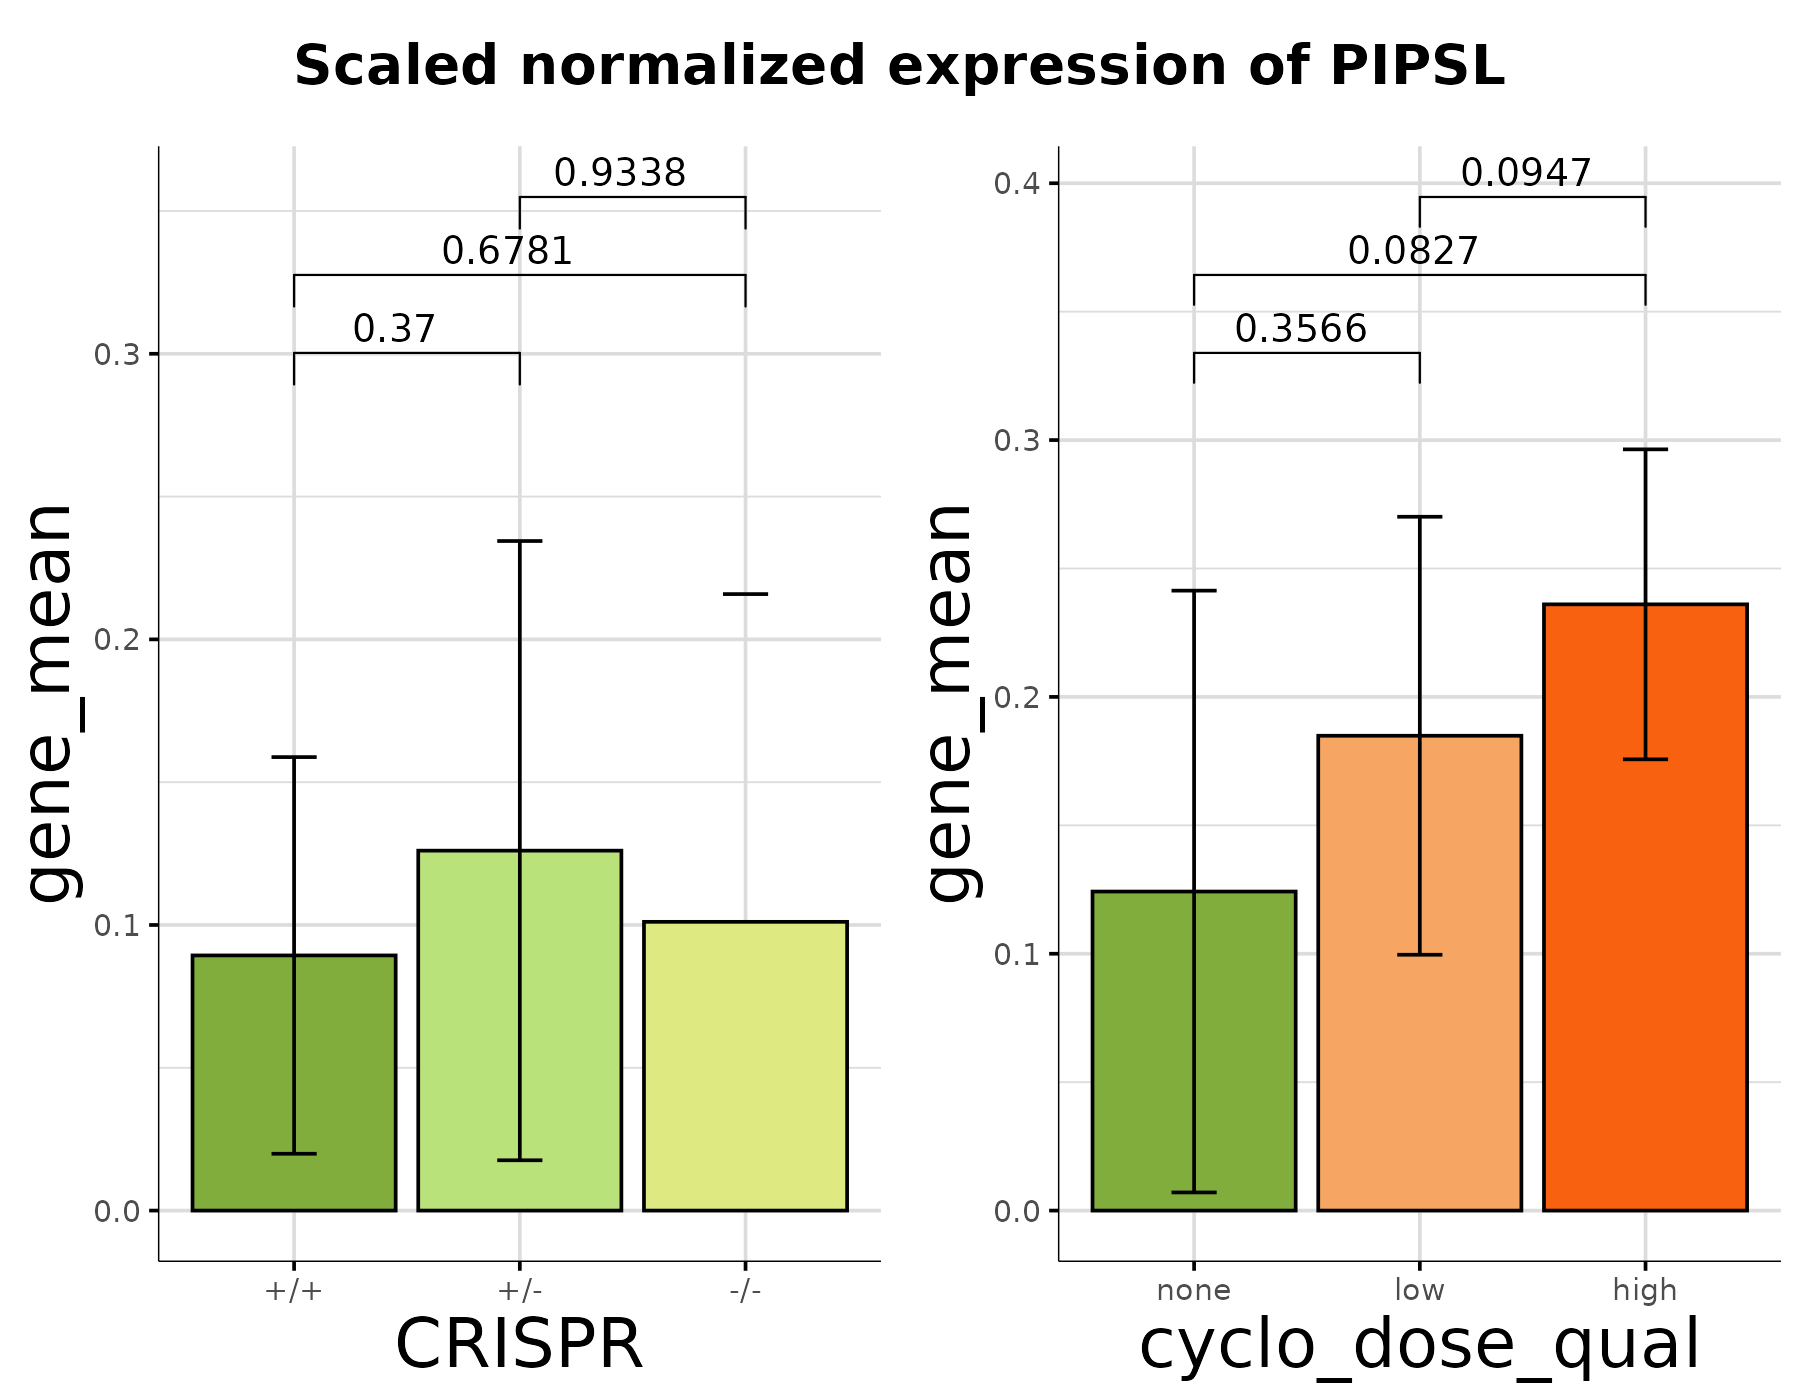 Scaled normalized expression of PIPSL
0.9338
0.6781
0.37
0.3
0.2
0.1
0.0
gene_mean
+/+ +/- -/-
CRISPR
0.0947
0.0827
0.3566
0.4
0.3
0.2
0.1
0.0
gene_mean
none low high
cyclo_dose_qual